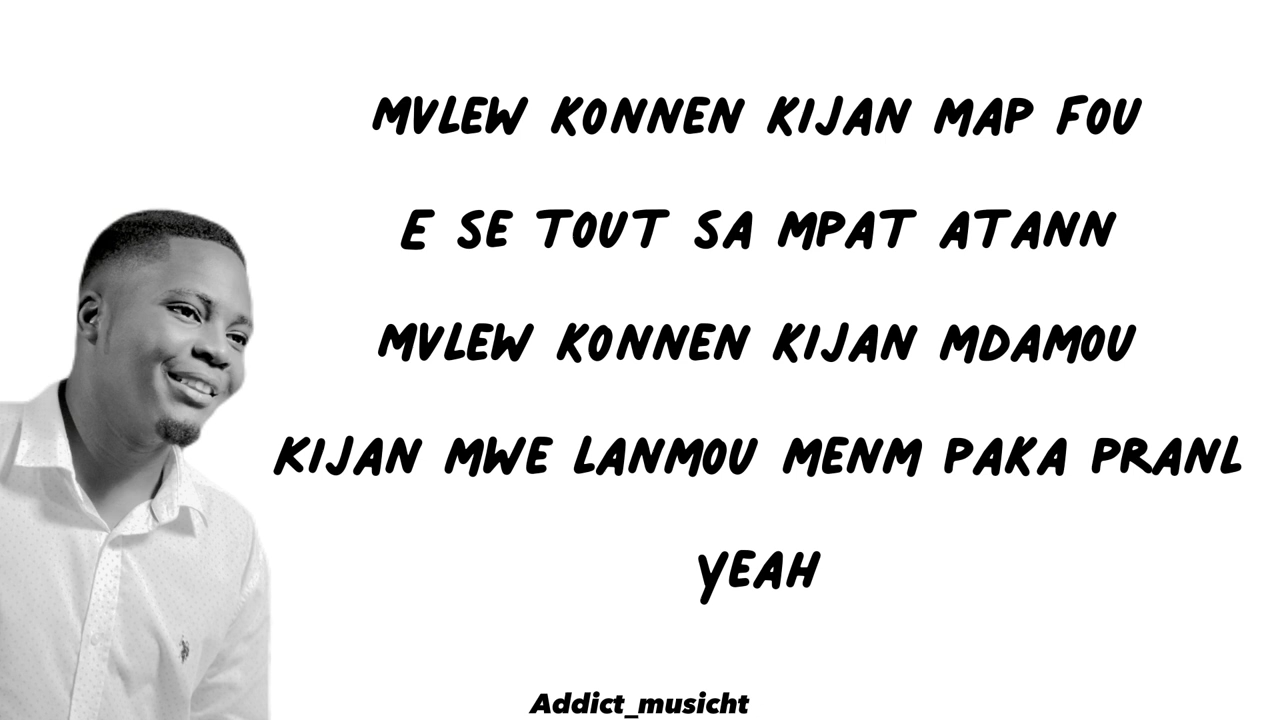 MVLEW KONNEN KIJAN MAP FOU
E SE TOUT SA MPAT ATANN
MVLEW KONNEN KIJAN MDAMOU
KIJAN MWE LANMOU MENM PAKA PRANL
YEAH
Addict_musicht